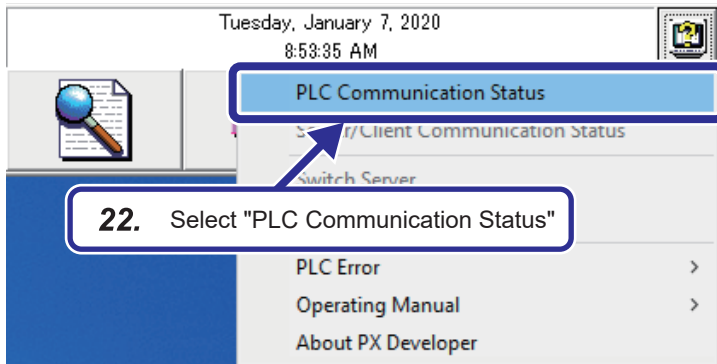 Tuesday, January 7, 2020
8:53:35 AM
PLC Communication Status
/Client Communication Status
Switch Server
22. Select "PLC Communication Status"
PLC Error
Operating Manual
About PX Developer